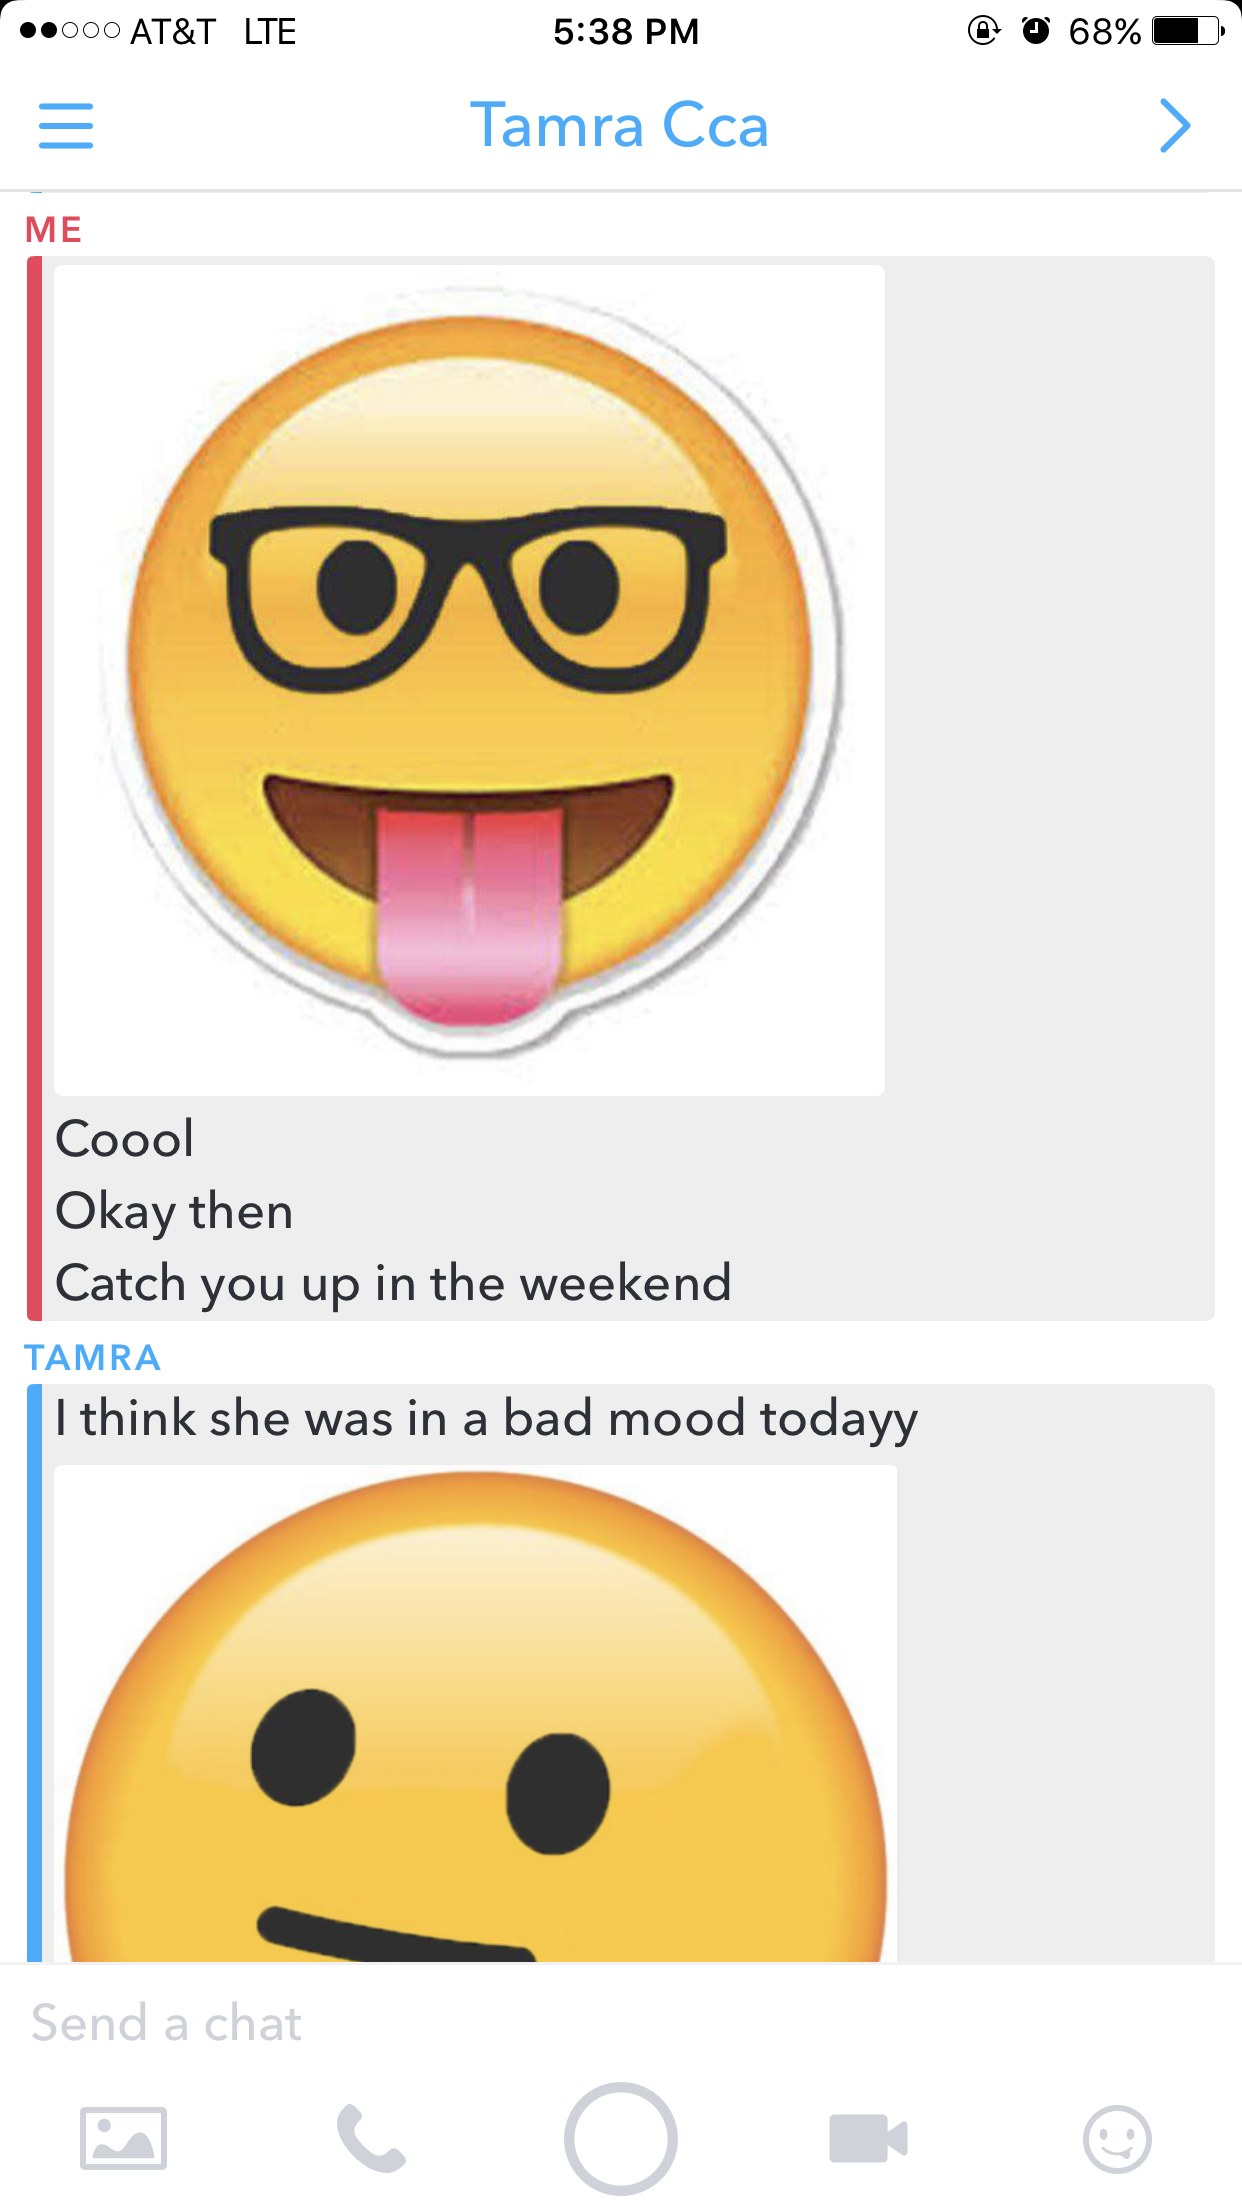 AT&T LTE 5:38 PM 68%
Tamra Cca
ME
Coool
Okay then
Catch you up in the weekend
TAMRA
I think she was in a bad mood todayy
Send a chat